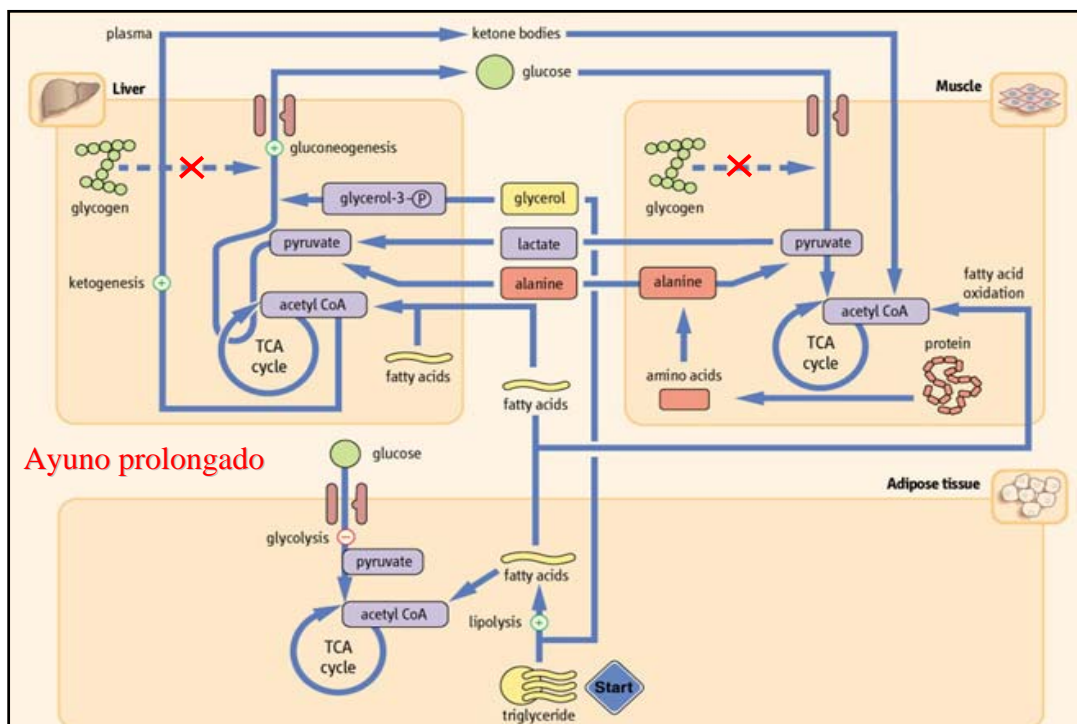 plasma
ketone bodies
glucose
Liver
Muscle
+ gluconeogenesis
glycogen
glycerol-3-P
glycerol
glycogen
pyruvate
lactate
pyruvate
ketogenesis +
alanine
alanine
fatty acid
oxidation
acetyl CoA
acetyl CoA
TCA
cycle
fatty acids
TCA
cycle
protein
amino acids
fatty acids
Ayuno prolongado
glucose
Adipose tissue
glycolysis −
pyruvate
fatty acids
acetyl CoA
lipolysis +
TCA
cycle
Start
triglyceride